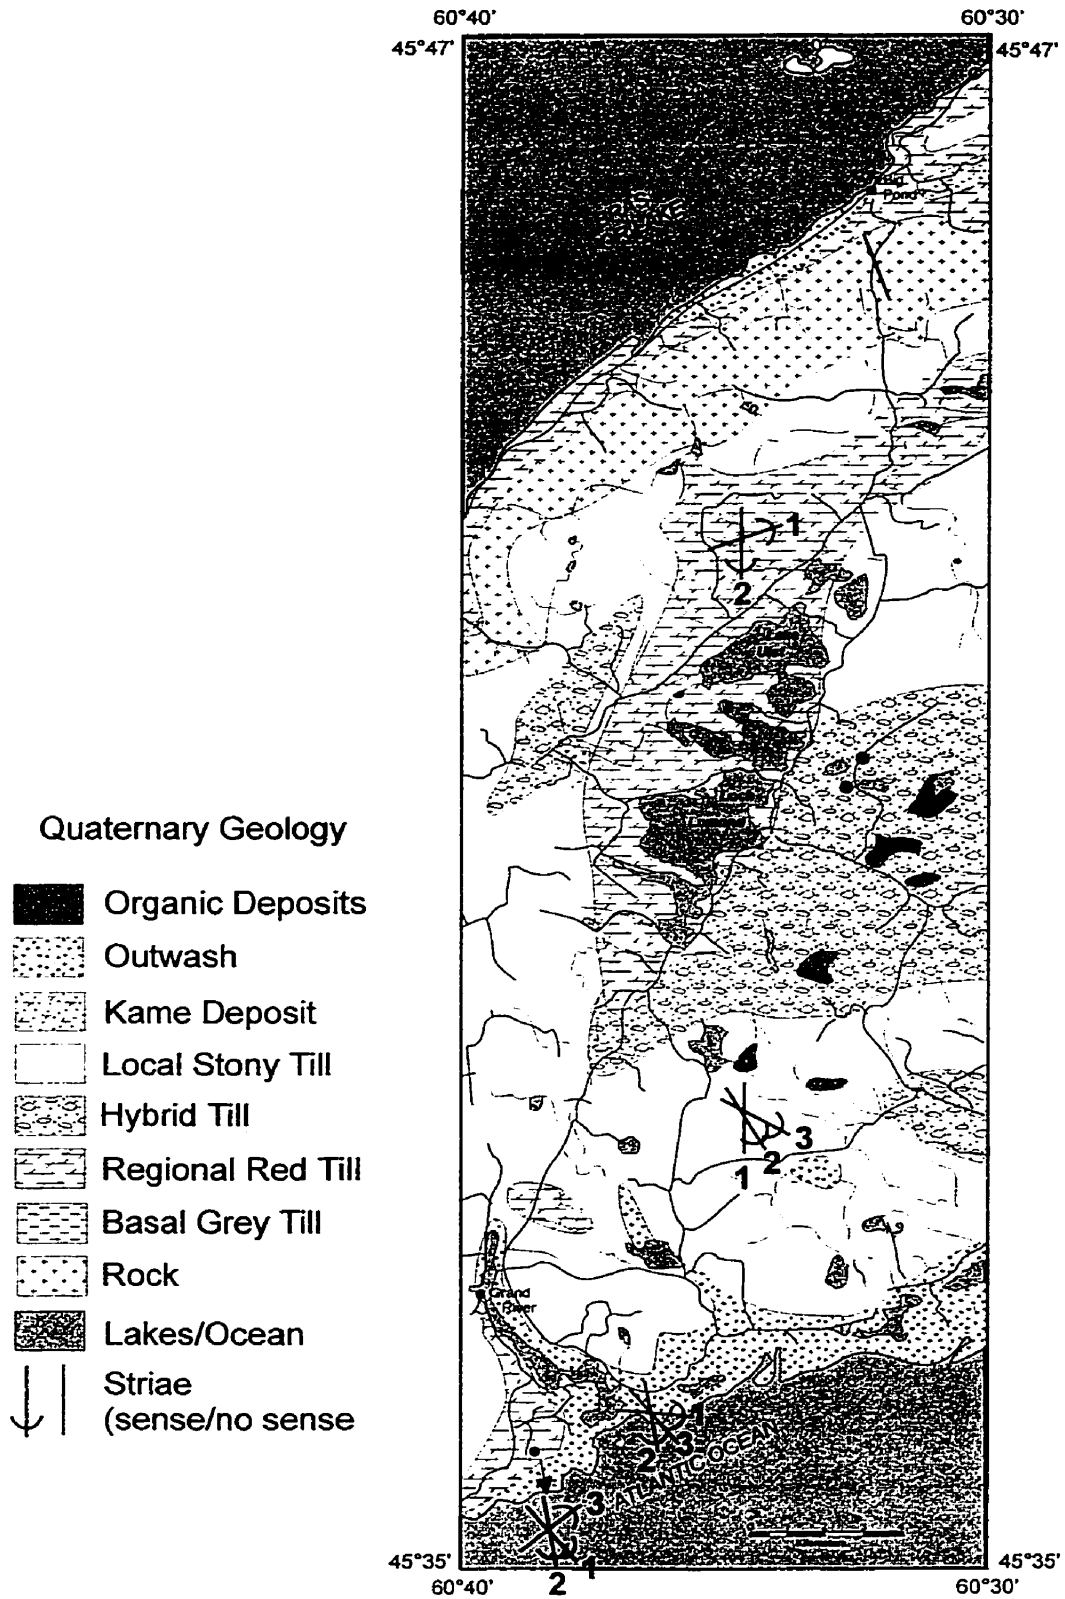 60°40'
60°30'
45°47'
45°47'
Pond
1
2
Quaternary Geology
Organic Deposits
Outwash
Kame Deposit
Local Stony Till
Hybrid Till
Regional Red Till
Basal Grey Till
Rock
Lakes/Ocean
Striae
(sense/no sense
3
2
1
Grand
River
1
3
2
ATLANTIC OCEAN
3
1
2
45°35'
45°35'
60°40'
60°30'